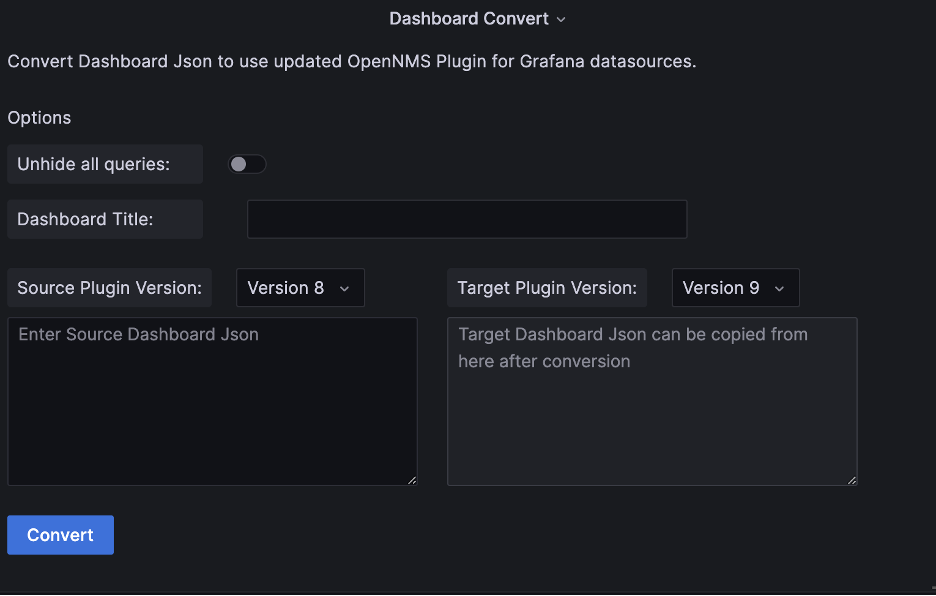 Dashboard Convert
Convert Dashboard Json to use updated OpenNMS Plugin for Grafana datasources.
Options
Unhide all queries:
Dashboard Title:
Source Plugin Version: Version 8
Target Plugin Version: Version 9
Enter Source Dashboard Json
Target Dashboard Json can be copied from
here after conversion
Convert